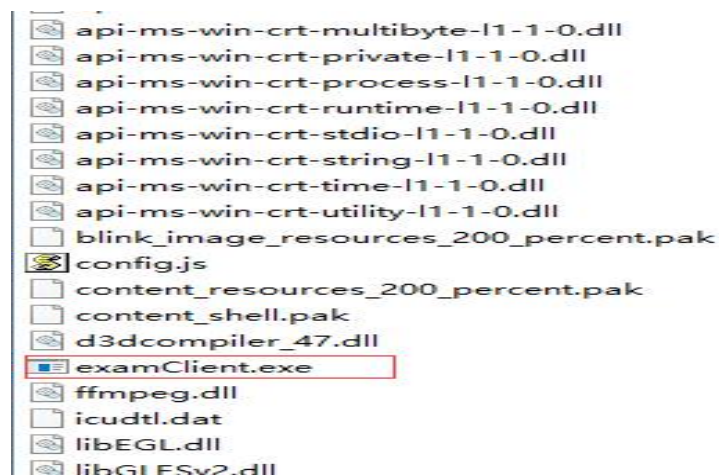 api-ms-win-crt-multibyte-l1-1-0.dll
api-ms-win-crt-private-l1-1-0.dll
api-ms-win-crt-process-l1-1-0.dll
api-ms-win-crt-runtime-l1-1-0.dll
api-ms-win-crt-stdio-l1-1-0.dll
api-ms-win-crt-string-l1-1-0.dll
api-ms-win-crt-time-l1-1-0.dll
api-ms-win-crt-utility-l1-1-0.dll
blink_image_resources_200_percent.pak
config.js
content_resources_200_percent.pak
content_shell.pak
d3dcompiler_47.dll
examClient.exe
ffmpeg.dll
icudtl.dat
libEGL.dll
libGLESv2.dll